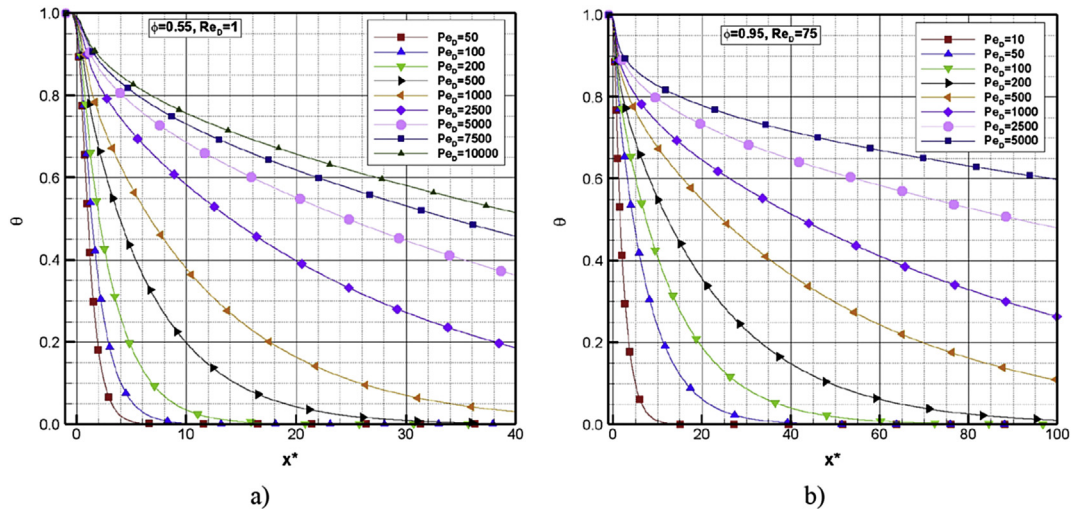 ϕ=0.55, Re_D=1
Pe_D=50
Pe_D=100
Pe_D=200
Pe_D=500
Pe_D=1000
Pe_D=2500
Pe_D=5000
Pe_D=7500
Pe_D=10000
1.0
0.8
0.6
0.4
0.2
0.0
θ
0 10 20 30 40
x*
a)
ϕ=0.95, Re_D=75
Pe_D=10
Pe_D=50
Pe_D=100
Pe_D=200
Pe_D=500
Pe_D=1000
Pe_D=2500
Pe_D=5000
1.0
0.8
0.6
0.4
0.2
0.0
θ
0 20 40 60 80 100
x*
b)